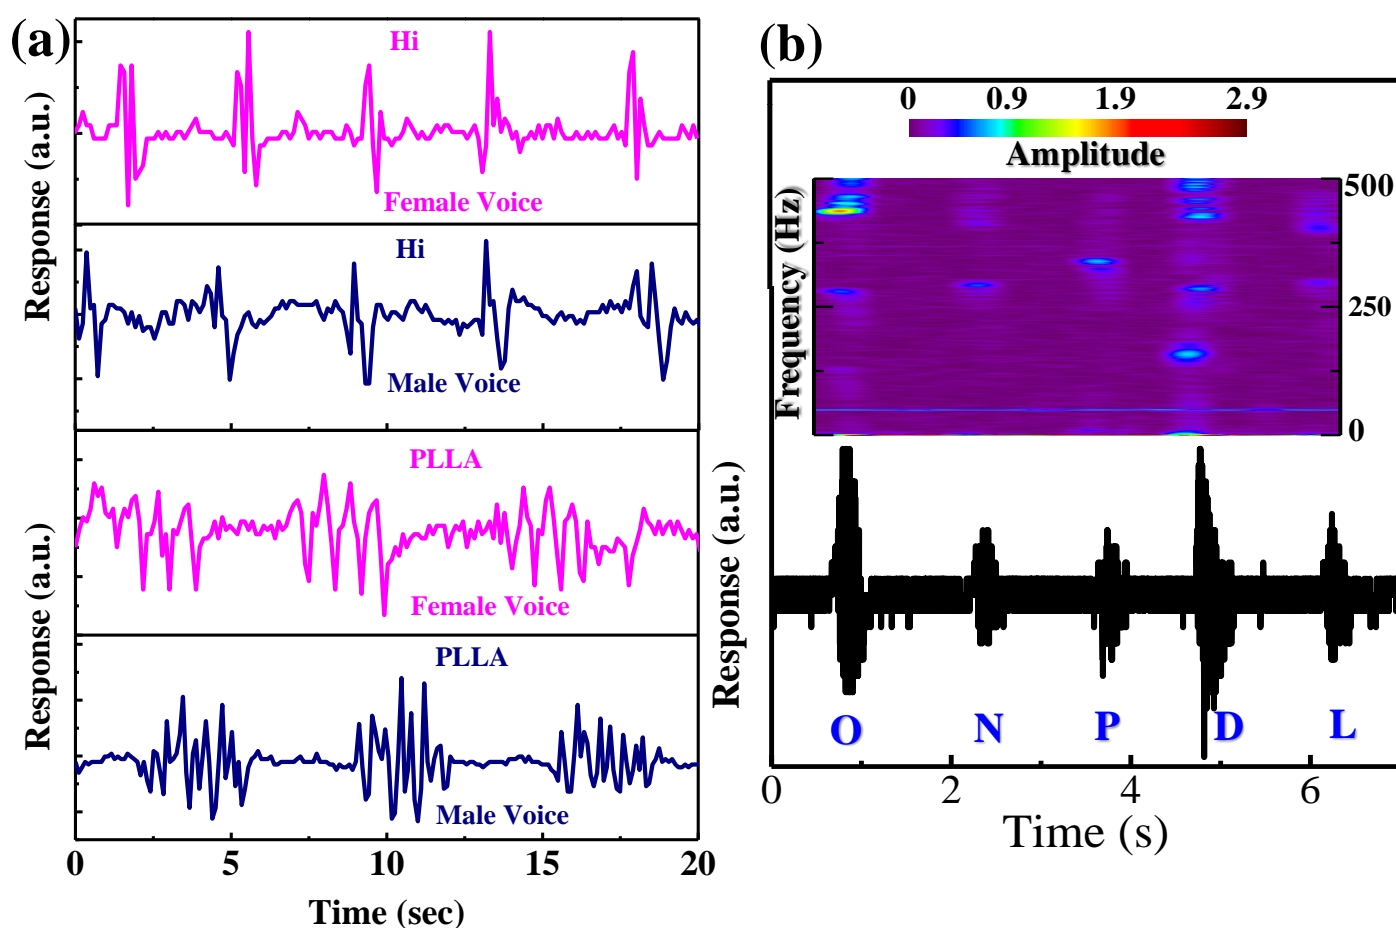 (a)
Hi
Response (a.u.)
Female Voice
Hi
Male Voice
PLLA
Response (a.u.)
Female Voice
PLLA
Male Voice
0 5 10 15 20
Time (sec)
(b)
0 0.9 1.9 2.9
Amplitude
500
Frequency (Hz)
250
0
Response (a.u.)
O N P D L
0 2 4 6
Time (s)